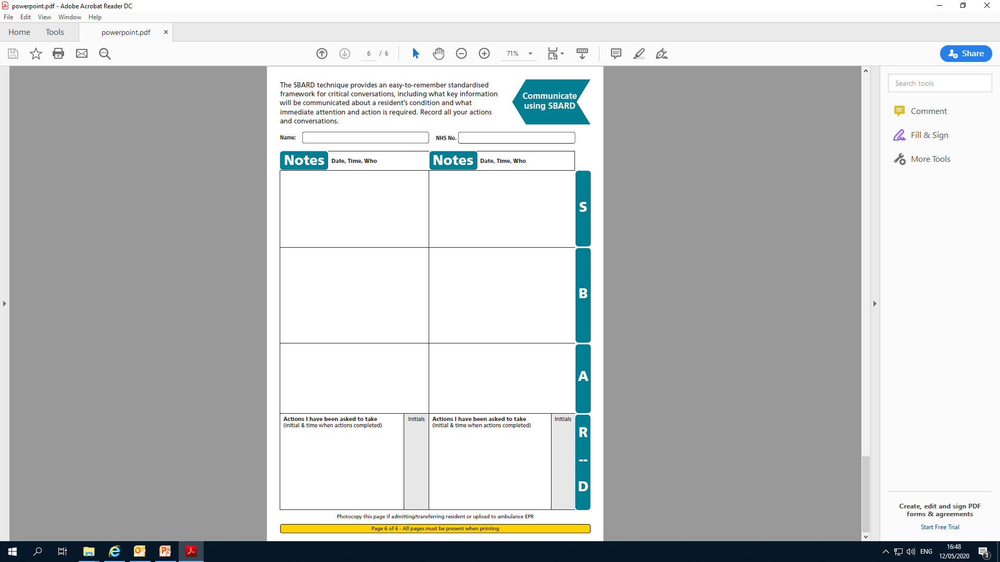 powerpoint.pdf - Adobe Acrobat Reader DC
File Edit View Window Help
Home Tools powerpoint.pdf
6 / 6 71% Share
The SBARD technique provides an easy-to-remember standardised
framework for critical conversations, including what key information
will be communicated about a resident's condition and what
immediate attention and action is required. Record all your actions
and conversations.
Communicate
using SBARD
Name: NHS No.
Notes Date, Time, Who Notes Date, Time, Who
S
B
A
Actions I have been asked to take Initials Actions I have been asked to take Initials
(Initial & time when actions completed) (Initial & time when actions completed)
R
--
D
Photocopy this page if admitting/transferring resident or upload to ambulance EPR
Page 6 of 6 - All pages must be present when printing
Search tools
Comment
Fill & Sign
More Tools
Create, edit and sign PDF
forms & agreements
Start Free Trial
ENG
16:48
12/05/2020
3